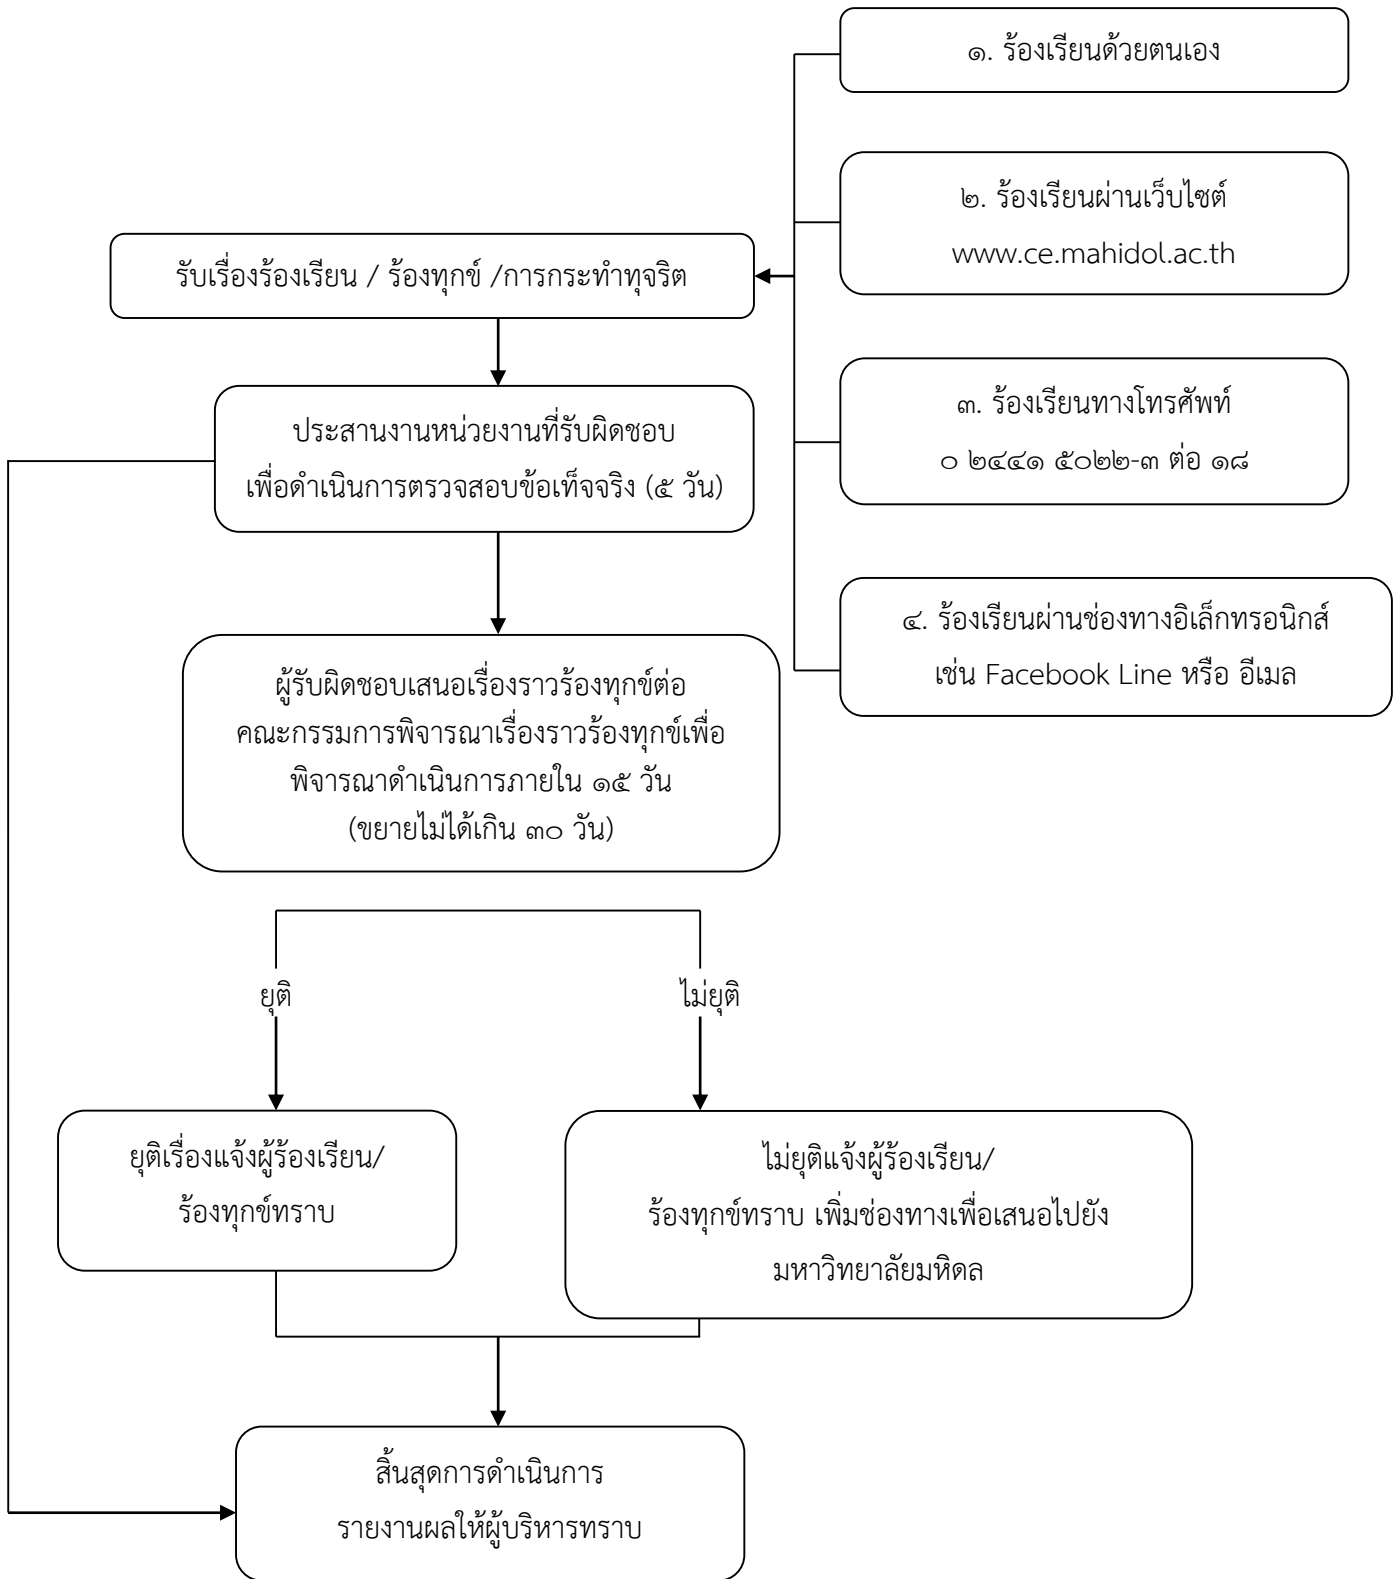 ๑. ร้องเรียนด้วยตนเอง
๒. ร้องเรียนผ่านเว็บไซต์
www.ce.mahidol.ac.th
รับเรื่องร้องเรียน / ร้องทุกข์ /การกระทำทุจริต
๓. ร้องเรียนทางโทรศัพท์
๐ ๒๔๔๑ ๕๐๒๒-๓ ต่อ ๑๘
ประสานงานหน่วยงานที่รับผิดชอบ
เพื่อดำเนินการตรวจสอบข้อเท็จจริง (๕ วัน)
๔. ร้องเรียนผ่านช่องทางอิเล็กทรอนิกส์
เช่น Facebook Line หรือ อีเมล
ผู้รับผิดชอบเสนอเรื่องราวร้องทุกข์ต่อ
คณะกรรมการพิจารณาเรื่องราวร้องทุกข์เพื่อ
พิจารณาดำเนินการภายใน ๑๕ วัน
(ขยายไม่ได้เกิน ๓๐ วัน)
ยุติ
ไม่ยุติ
ยุติเรื่องแจ้งผู้ร้องเรียน/
ร้องทุกข์ทราบ
ไม่ยุติแจ้งผู้ร้องเรียน/
ร้องทุกข์ทราบ เพิ่มช่องทางเพื่อเสนอไปยัง
มหาวิทยาลัยมหิดล
สิ้นสุดการดำเนินการ
รายงานผลให้ผู้บริหารทราบ